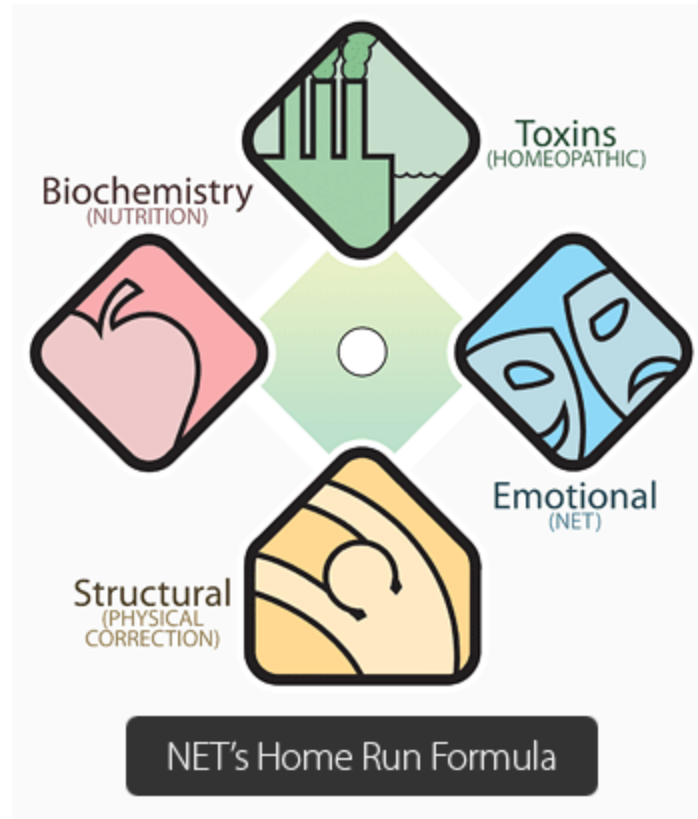 Toxins
(HOMEOPATHIC)
Biochemistry
(NUTRITION)
Emotional
(NET)
Structural
(PHYSICAL
CORRECTION)
NET's Home Run Formula